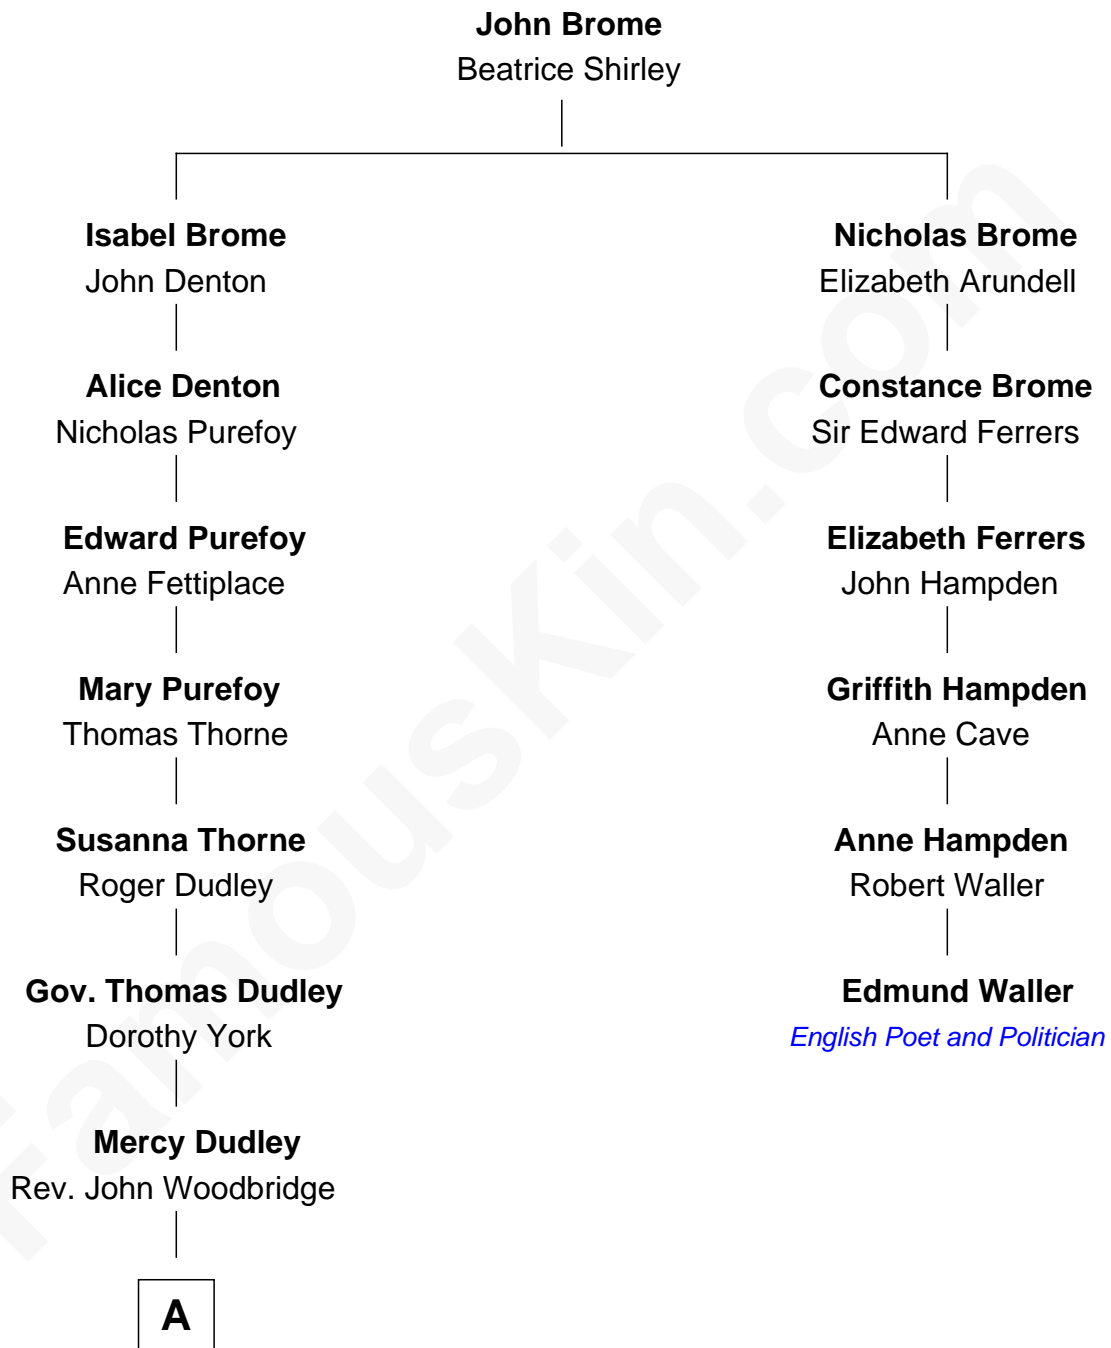 John Brome
Beatrice Shirley
Isabel Brome
John Denton
Alice Denton
Nicholas Purefoy
Edward Purefoy
Anne Fettiplace
Mary Purefoy
Thomas Thorne
Susanna Thorne
Roger Dudley
Gov. Thomas Dudley
Dorothy York
Mercy Dudley
Rev. John Woodbridge
A
Nicholas Brome
Elizabeth Arundell
Constance Brome
Sir Edward Ferrers
Elizabeth Ferrers
John Hampden
Griffith Hampden
Anne Cave
Anne Hampden
Robert Waller
Edmund Waller
English Poet and Politician
FamousKin.com